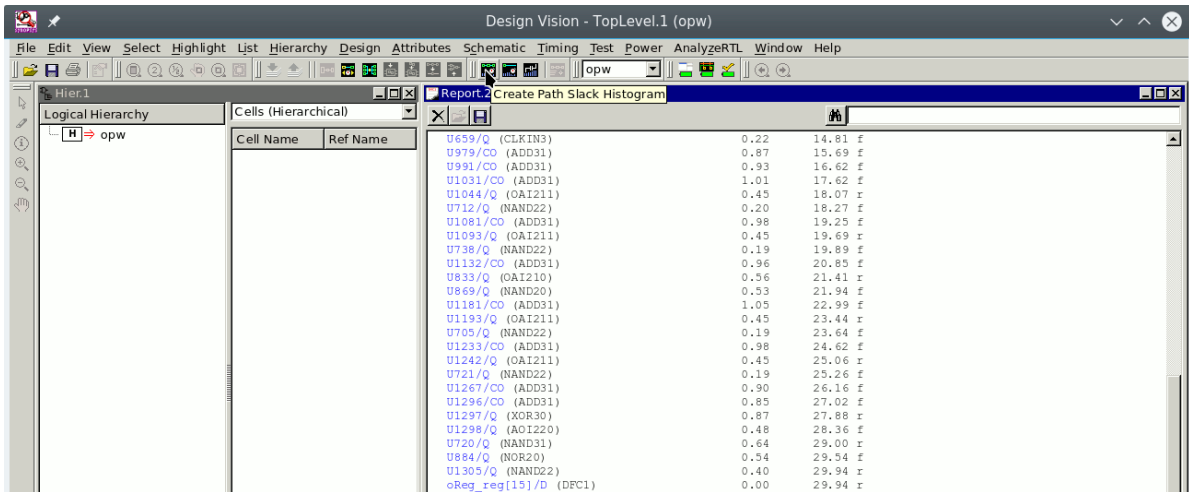 Design Vision - TopLevel.1 (opw)
File Edit View Select Highlight List Hierarchy Design Attributes Schematic Timing Test Power AnalyzeRTL Window Help
opw
Hier.1
Report.2
Create Path Slack Histogram
Logical Hierarchy
Cells (Hierarchical)
H opw
Cell Name Ref Name
U659/Q (CLKIN3) 0.22 14.81 f
U979/CO (ADD31) 0.87 15.69 f
U991/CO (ADD31) 0.93 16.62 f
U1031/CO (ADD31) 1.01 17.62 f
U1044/Q (OAI211) 0.45 18.07 r
U712/Q (NAND22) 0.20 18.27 f
U1081/CO (ADD31) 0.98 19.25 f
U1093/Q (OAI211) 0.45 19.69 r
U738/Q (NAND22) 0.19 19.89 f
U1132/CO (ADD31) 0.96 20.85 f
U833/Q (OAI210) 0.56 21.41 r
U869/Q (NAND20) 0.53 21.94 f
U1181/CO (ADD31) 1.05 22.99 f
U1193/Q (OAI211) 0.45 23.44 r
U705/Q (NAND22) 0.19 23.64 f
U1233/CO (ADD31) 0.98 24.62 f
U1242/Q (OAI211) 0.45 25.06 r
U721/Q (NAND22) 0.19 25.26 f
U1267/CO (ADD31) 0.90 26.16 f
U1296/CO (ADD31) 0.85 27.02 f
U1297/Q (XOR30) 0.87 27.88 r
U1298/Q (AOI220) 0.48 28.36 f
U720/Q (NAND31) 0.64 29.00 r
U884/Q (NOR20) 0.54 29.54 f
U1305/Q (NAND22) 0.40 29.94 r
oReg_reg[15]/D (DFC1) 0.00 29.94 r